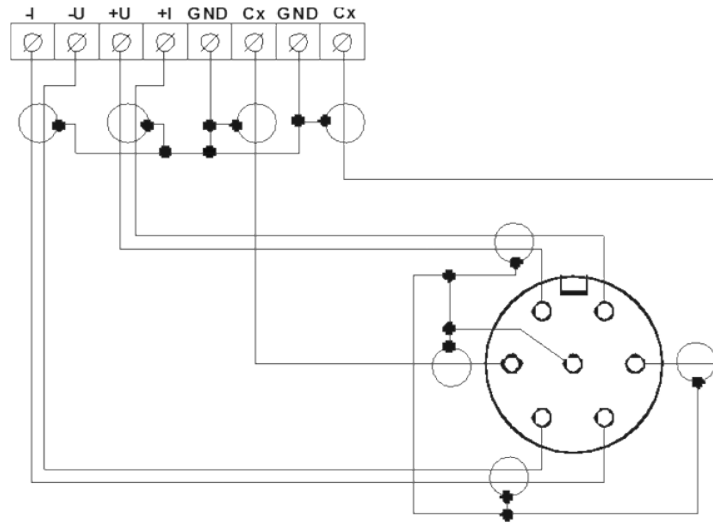 -I -U +U +I GND Cx GND Cx